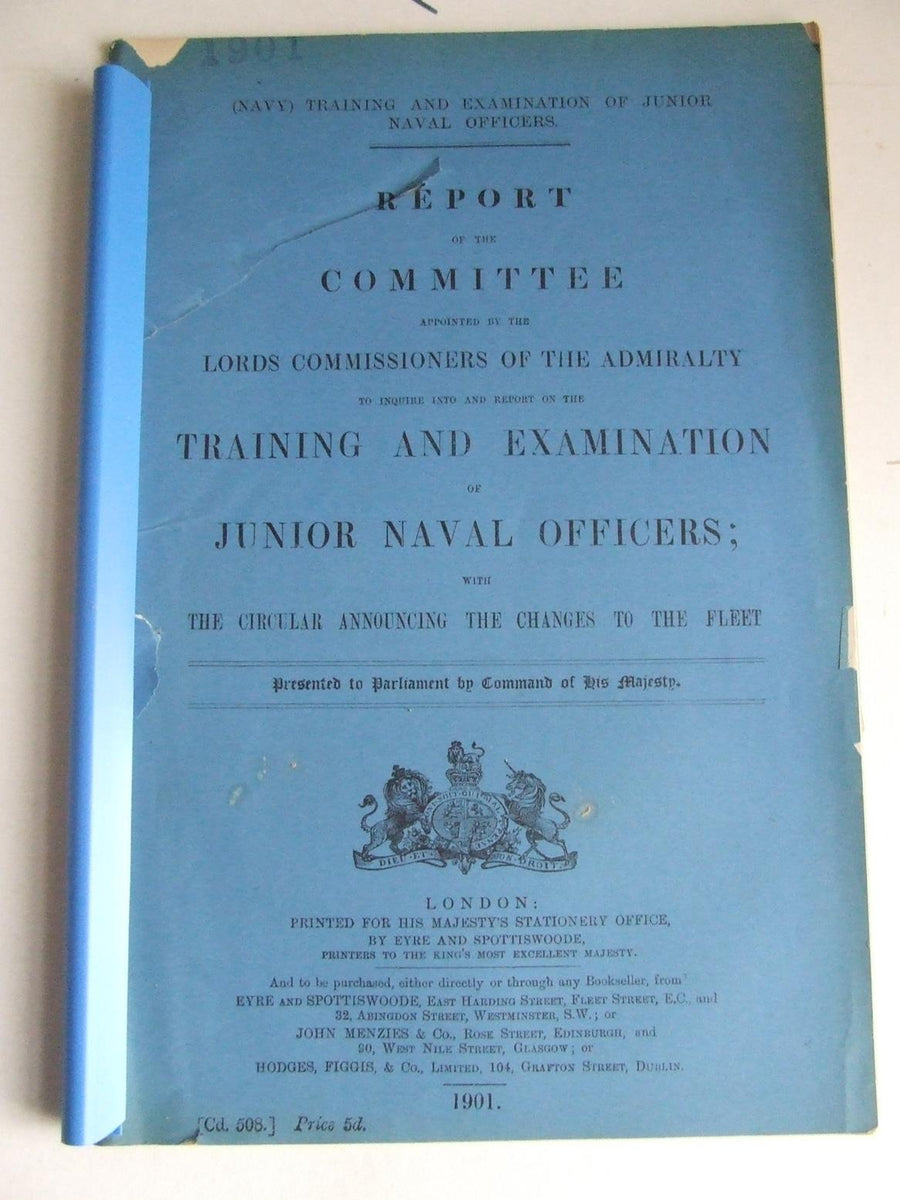 1901
(NAVY) TRAINING AND EXAMINATION OF JUNIOR
NAVAL OFFICERS.
REPORT
OF THE
COMMITTEE
APPOINTED BY THE
LORDS COMMISSIONERS OF THE ADMIRALTY
TO INQUIRE INTO AND REPORT ON THE
TRAINING AND EXAMINATION
OF
JUNIOR NAVAL OFFICERS;
WITH
THE CIRCULAR ANNOUNCING THE CHANGES TO THE FLEET
Presented to Parliament by Command of His Majesty.
DIEU ET MON DROIT
LONDON:
PRINTED FOR HIS MAJESTY'S STATIONERY OFFICE,
BY EYRE AND SPOTTISWOODE,
PRINTERS TO THE KING'S MOST EXCELLENT MAJESTY.
And to be purchased, either directly or through any Bookseller, from
EYRE AND SPOTTISWOODE, EAST HARDING STREET, FLEET STREET, E.C., and
32, ABINGDON STREET, WESTMINSTER, S.W.; or
JOHN MENZIES & Co., ROSE STREET, EDINBURGH, and
90, WEST NILE STREET, GLASGOW; or
HODGES, FIGGIS, & Co., LIMITED, 104, GRAFTON STREET, DUBLIN.
1901.
[Cd. 508.] Price 5d.